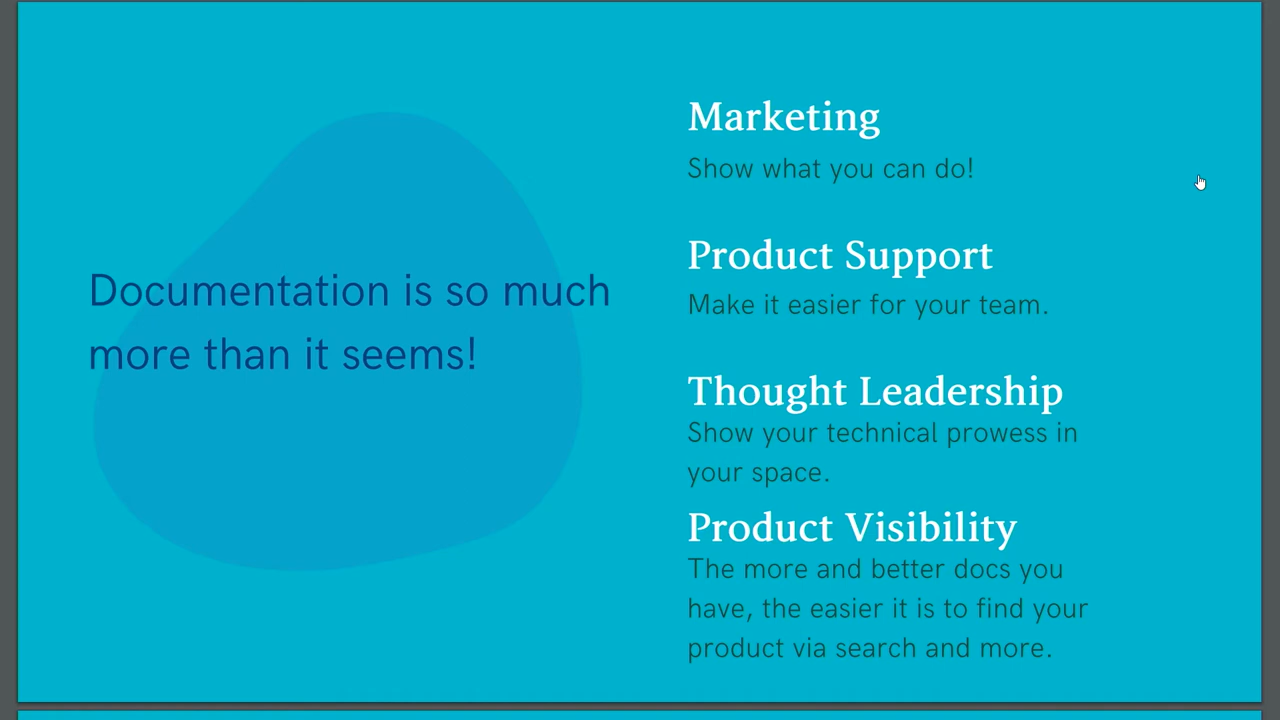 Documentation is so much
more than it seems!
Marketing
Show what you can do!
Product Support
Make it easier for your team.
Thought Leadership
Show your technical prowess in
your space.
Product Visibility
The more and better docs you
have, the easier it is to find your
product via search and more.